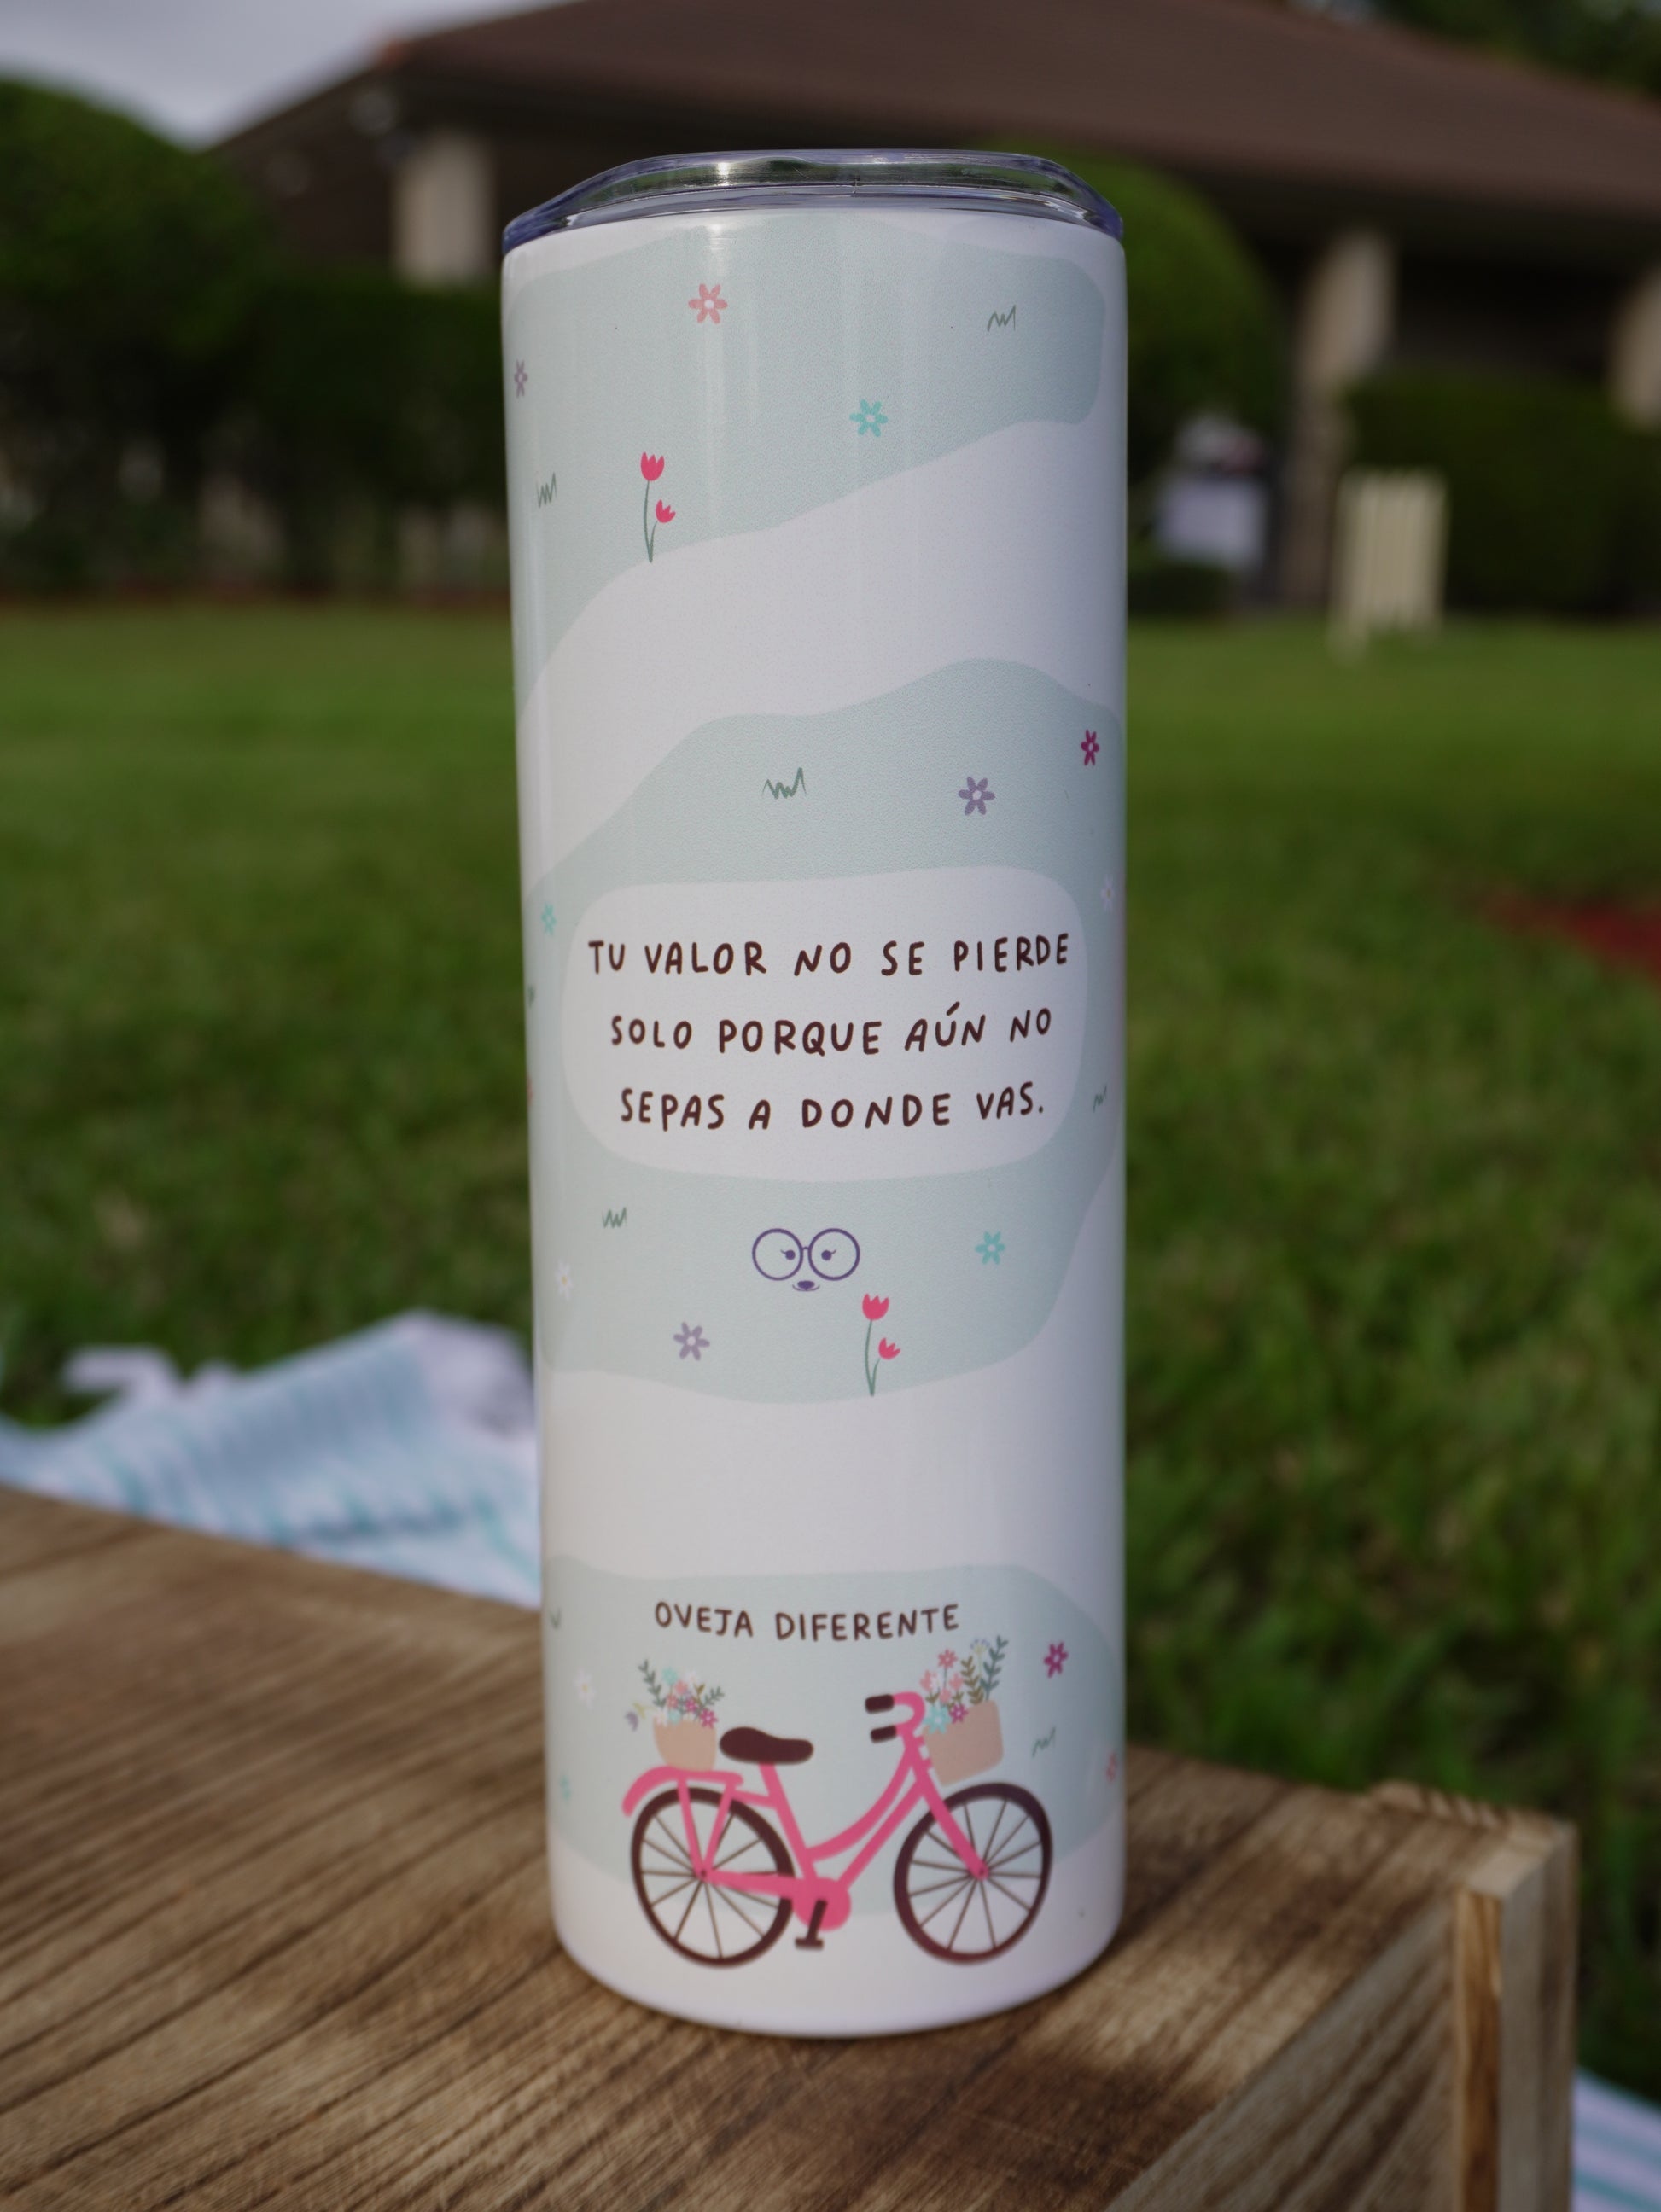 TU VALOR NO SE PIERDE
SOLO PORQUE AÚN NO
SEPAS A DONDE VAS.
OVEJA DIFERENTE